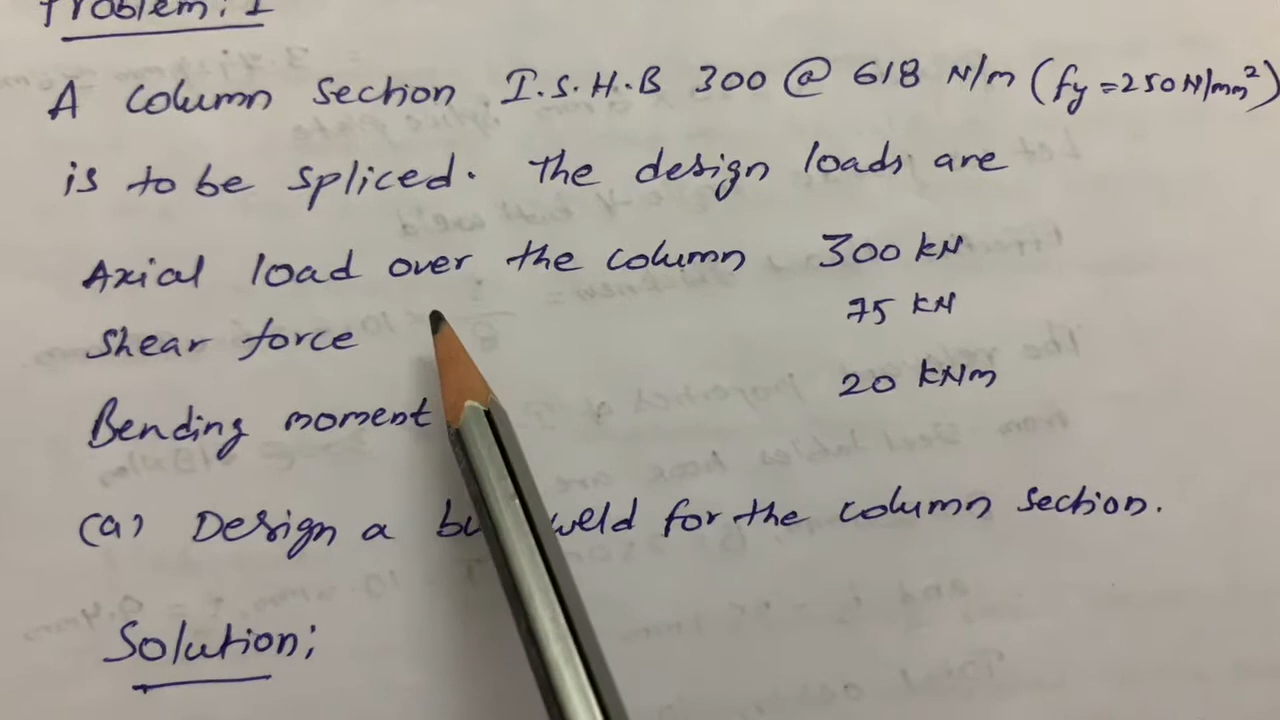 Problem: 1
A column section I.S.H.B 300 @ 618 N/m (fy = 250 N/mm²)
is to be spliced. The design loads are
Axial load over the column 300 kN
Shear force 75 kN
Bending moment 20 kNm
(a) Design a weld for the column section.
Solution;